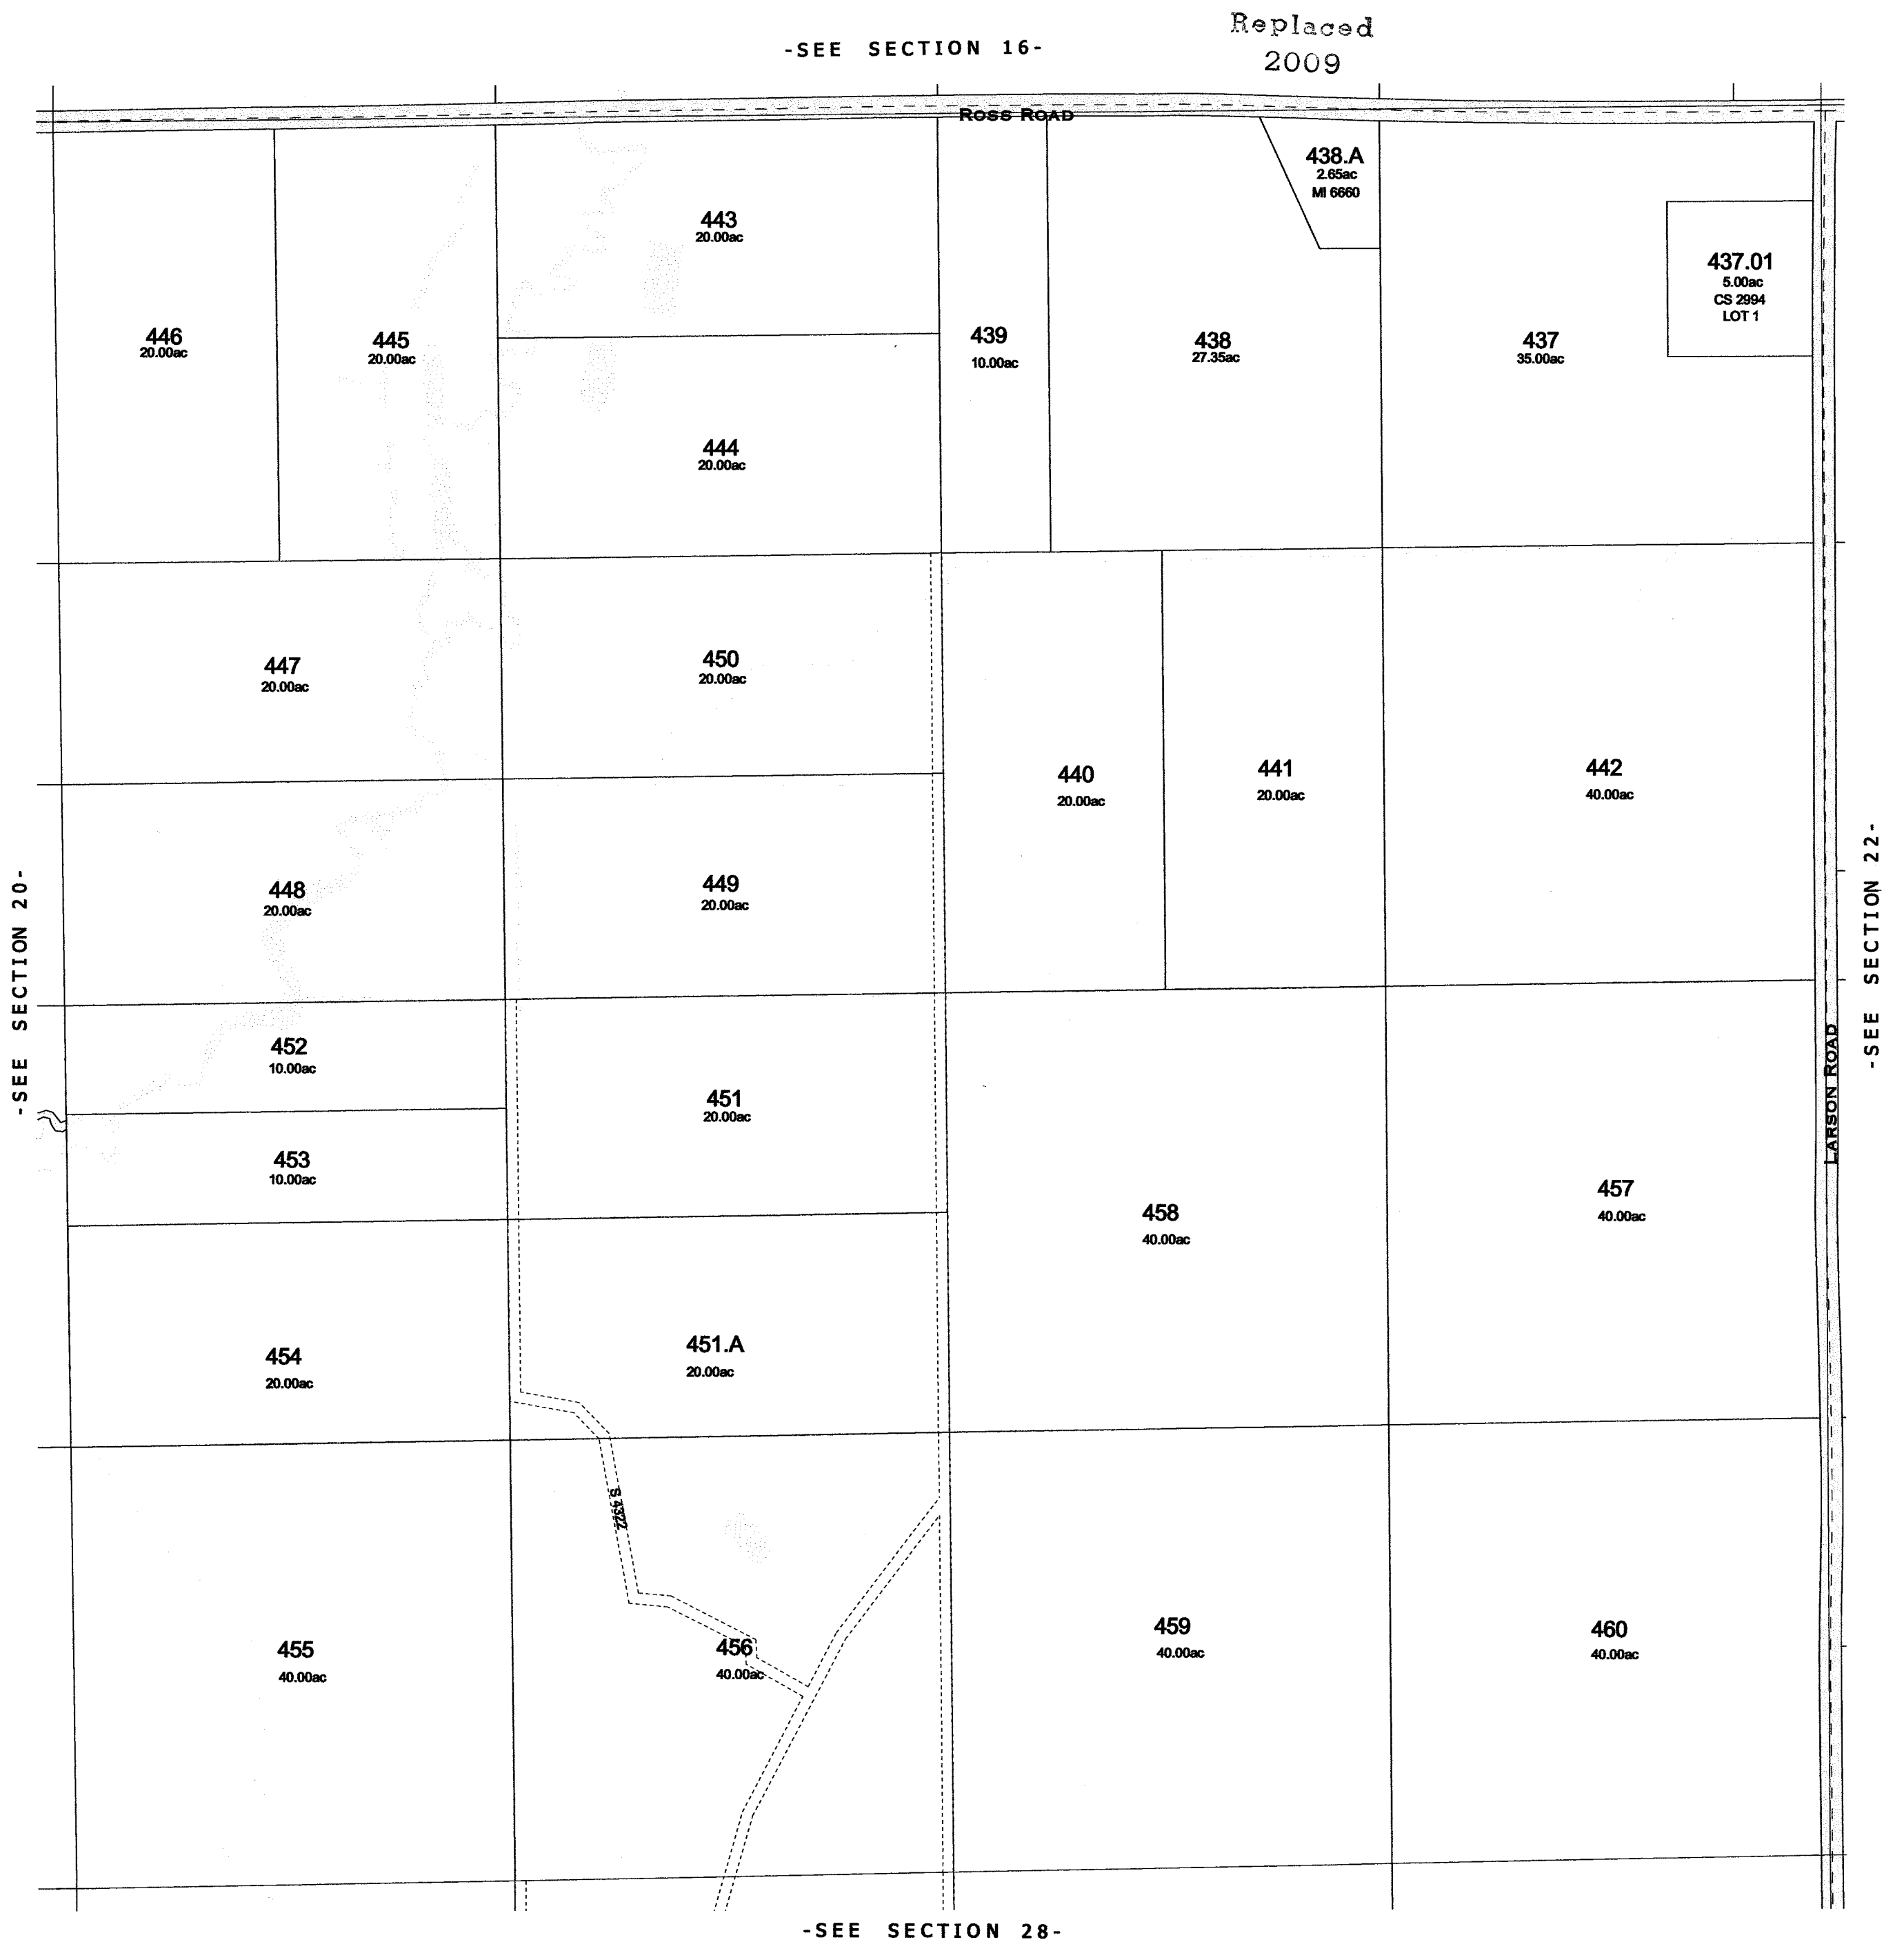 Replaced
2009
-SEE SECTION 16-
ROSS ROAD
438.A
2.65ac
MI 6660
443
20.00ac
437.01
5.00ac
CS 2994
LOT 1
446
20.00ac
445
20.00ac
439
10.00ac
438
27.35ac
437
35.00ac
444
20.00ac
447
20.00ac
450
20.00ac
440
20.00ac
441
20.00ac
442
40.00ac
448
20.00ac
449
20.00ac
-SEE SECTION 20-
-SEE SECTION 22-
452
10.00ac
451
20.00ac
LARSON ROAD
453
10.00ac
458
40.00ac
457
40.00ac
454
20.00ac
451.A
20.00ac
S 4322
455
40.00ac
456
40.00ac
459
40.00ac
460
40.00ac
-SEE SECTION 28-